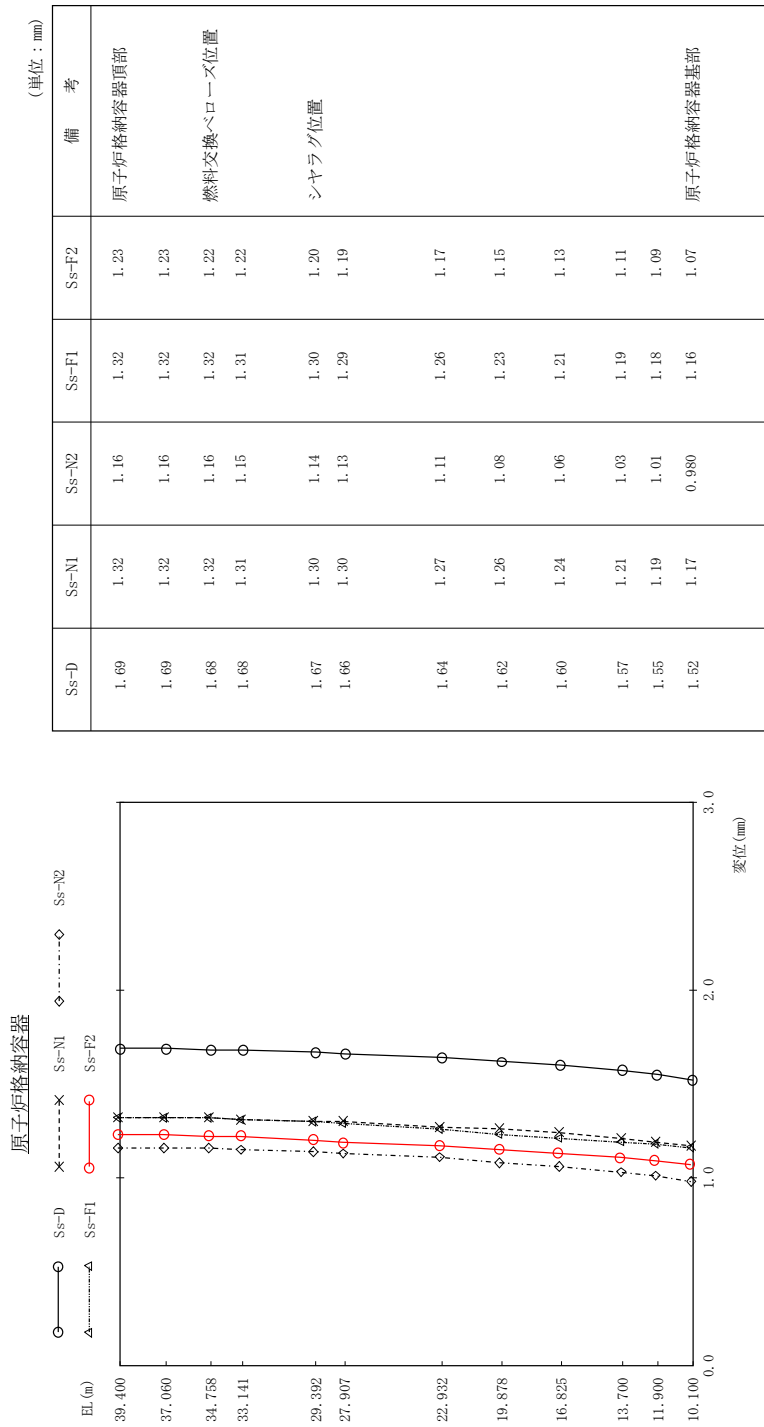 原子炉格納容器
Ss-D Ss-N1 Ss-N2
Ss-F1 Ss-F2
EL(m)
39.400
37.060
34.758
33.141
29.392
27.907
22.932
19.878
16.825
13.700
11.900
10.100
0.0 1.0 2.0 3.0
変位(mm)
(単位:mm)
Ss-D Ss-N1 Ss-N2 Ss-F1 Ss-F2 備 考
1.69 1.32 1.16 1.32 1.23 原子炉格納容器頂部
1.69 1.32 1.16 1.32 1.23
1.68 1.32 1.16 1.32 1.22 燃料交換ベローズ位置
1.68 1.31 1.15 1.31 1.22
1.67 1.30 1.14 1.30 1.20 シヤラグ位置
1.66 1.30 1.13 1.29 1.19
1.64 1.27 1.11 1.26 1.17
1.62 1.26 1.08 1.23 1.15
1.60 1.24 1.06 1.21 1.13
1.57 1.21 1.03 1.19 1.11
1.55 1.19 1.01 1.18 1.09
1.52 1.17 0.980 1.16 1.07 原子炉格納容器基部